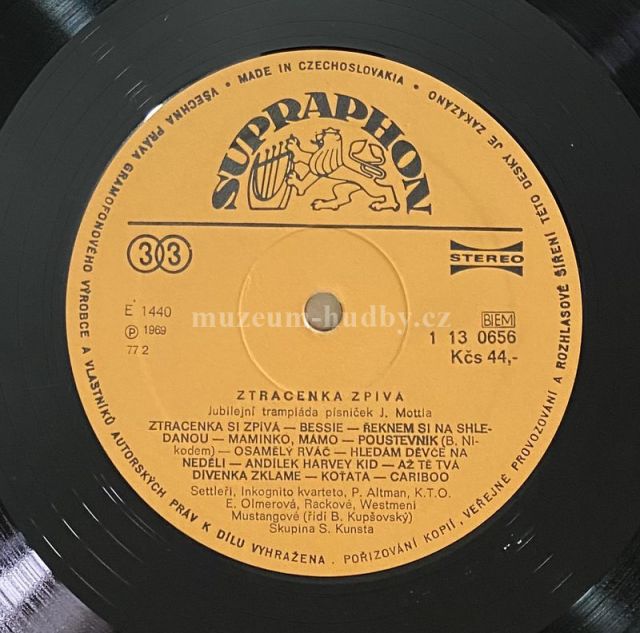 VŠECHNA PRÁVA GRAMOFONOVÉHO VÝROBCE A VLASTNÍKŮ AUTORSKÝCH PRÁV K DÍLU VYHRAŽENA . POŘIZOVÁNÍ KOPIÍ, VEŘEJNÉ PROVOZOVÁNÍ A ROZHLASOVÉ ŠÍŘENÍ TÉTO DESKY JE ZAKÁZÁNO
• MADE IN CZECHOSLOVAKIA •
SUPRAPHON
33
STEREO
E 1440
℗ 1969
77 2
muzeum-hudby.cz
BIEM
1 13 0656
Kčs 44,-
ZTRACENKA ZPÍVÁ
Jubilejní trampiáda písniček J. Mottla
ZTRACENKA SI ZPÍVÁ — BESSIE — ŘEKNEM SI NA SHLE-
DANOU — MAMINKO, MÁMO — POUSTEVNÍK (B. Ni-
kodem) — OSAMĚLÝ RVÁČ — HLEDÁM DĚVČE NA
NEDĚLI — ANDÍLEK HARVEY KID — AŽ TĚ TVÁ
DÍVENKA ZKLAME — KOŤATA — CARIBOO
Settleři, Inkognito kvarteto, P. Altman, K.T.O.
E. Olmerová, Rackové, Westmeni
Mustangové (řídí B. Kupšovský)
Skupina S. Kunsta